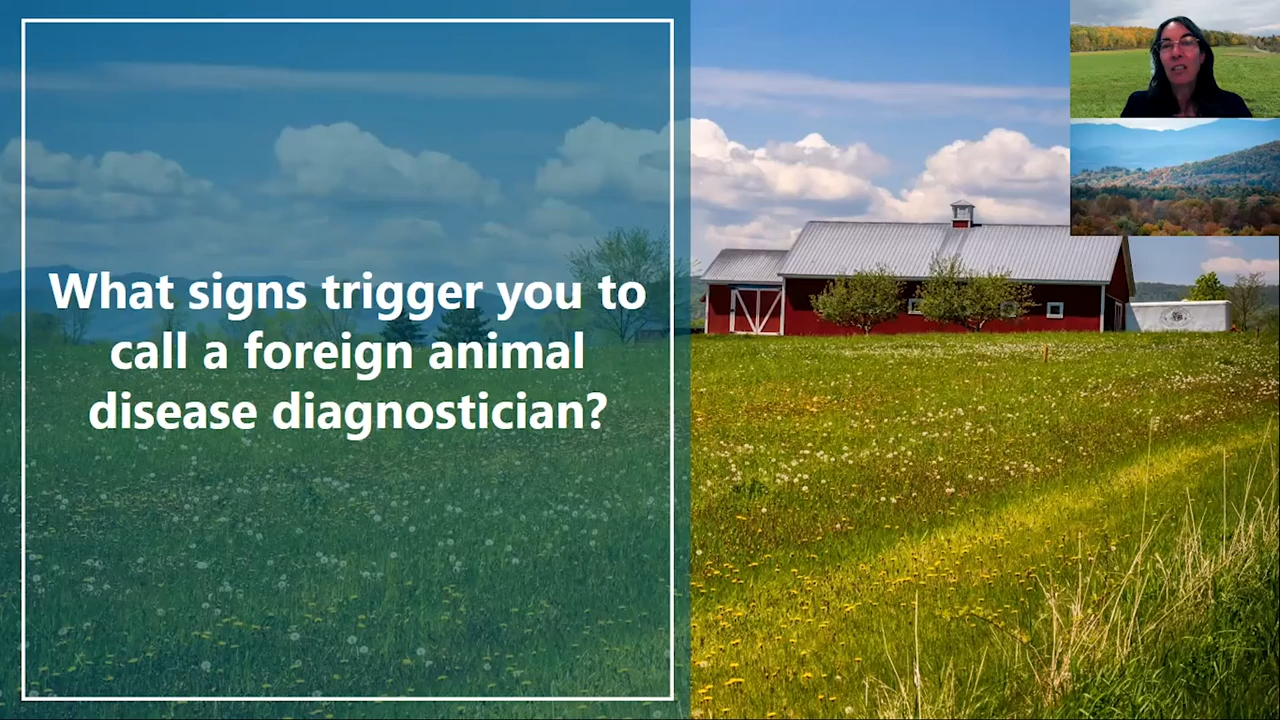 What signs trigger you to
call a foreign animal
disease diagnostician?